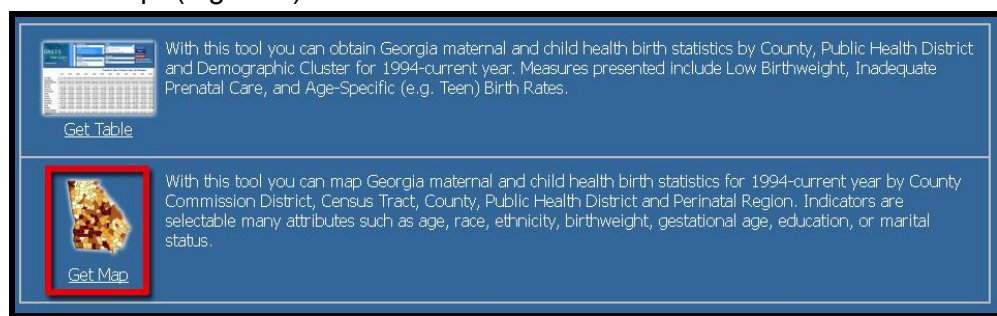 OASIS
With this tool you can obtain Georgia maternal and child health birth statistics by County, Public Health District
and Demographic Cluster for 1994-current year. Measures presented include Low Birthweight, Inadequate
Prenatal Care, and Age-Specific (e.g. Teen) Birth Rates.
Get Table
With this tool you can map Georgia maternal and child health birth statistics for 1994-current year by County
Commission District, Census Tract, County, Public Health District and Perinatal Region. Indicators are
selectable many attributes such as age, race, ethnicity, birthweight, gestational age, education, or marital
status.
Get Map